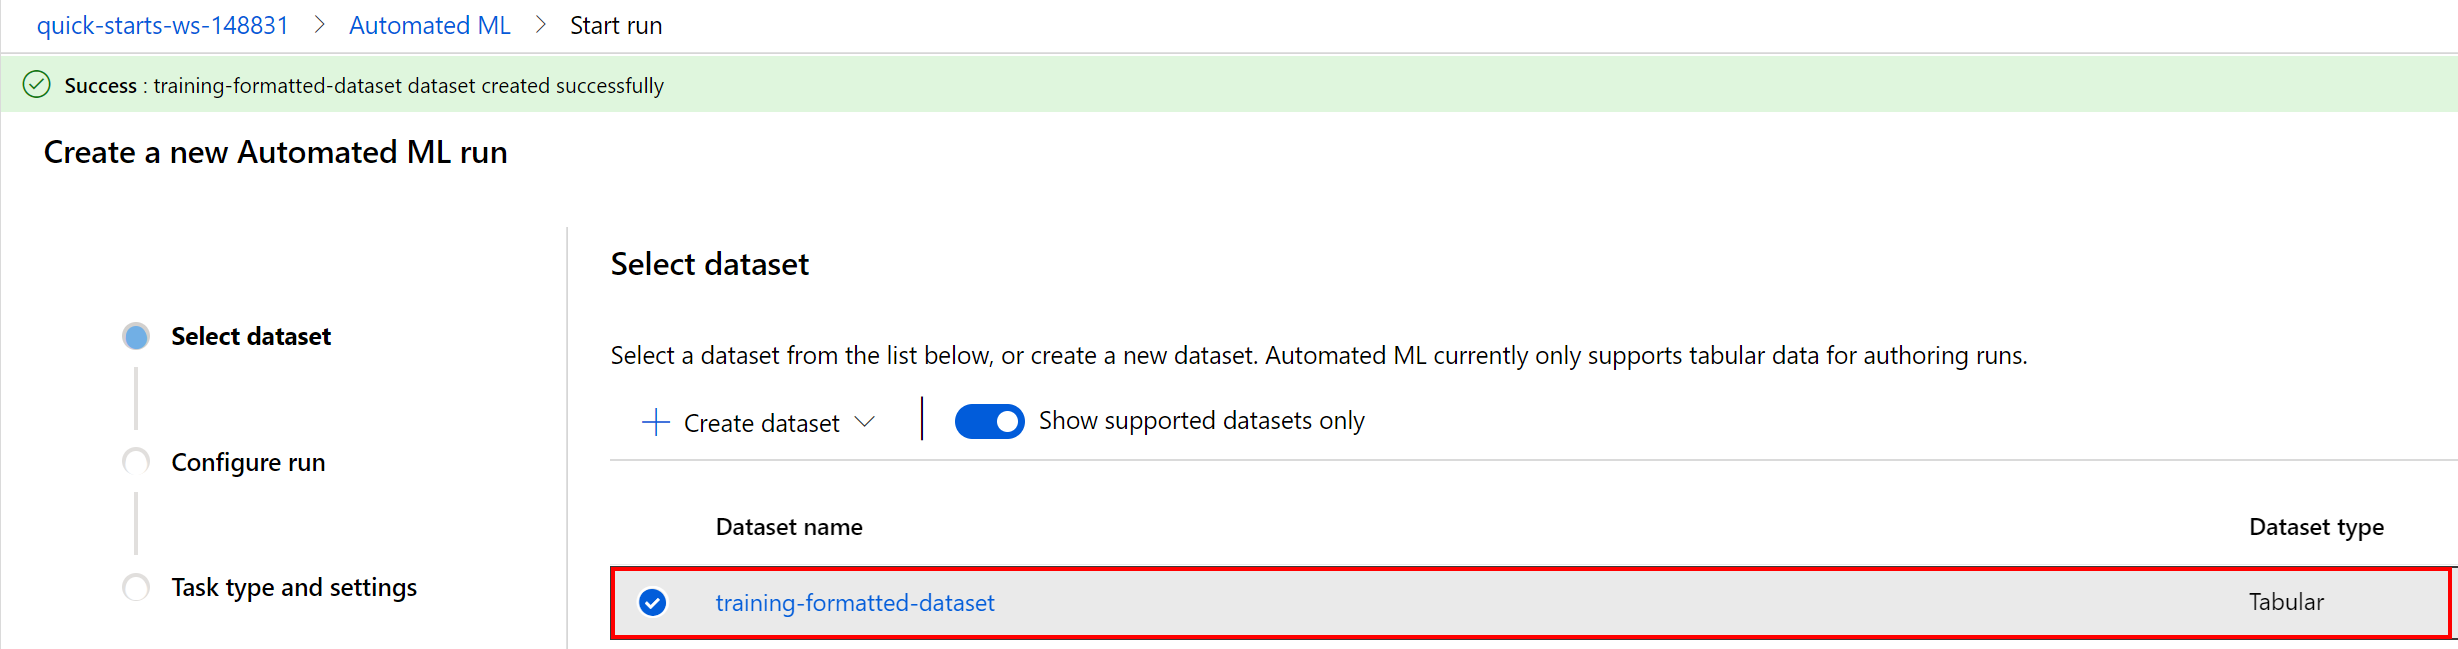 quick-starts-ws-148831 > Automated ML > Start run
Success : training-formatted-dataset dataset created successfully
Create a new Automated ML run
Select dataset
Configure run
Task type and settings
Select dataset
Select a dataset from the list below, or create a new dataset. Automated ML currently only supports tabular data for authoring runs.
Create dataset
Show supported datasets only
Dataset name Dataset type
training-formatted-dataset Tabular